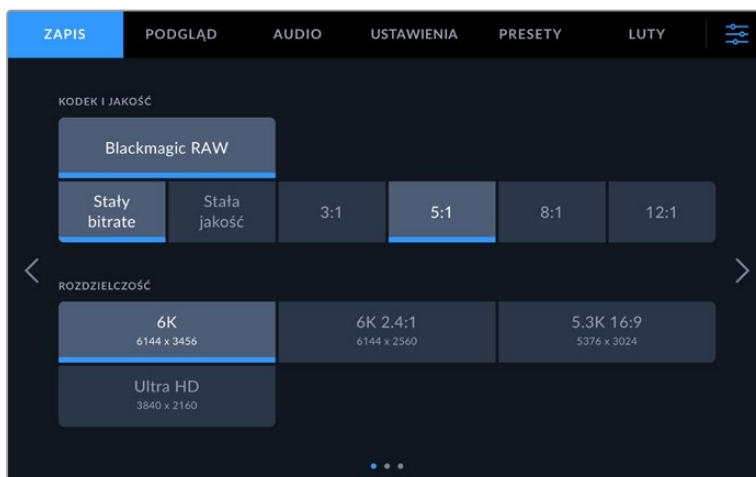 ZAPIS PODGLĄD AUDIO USTAWIENIA PRESETY LUTY
KODEK I JAKOŚĆ
Blackmagic RAW
Stały bitrate Stała jakość 3:1 5:1 8:1 12:1
ROZDZIELCZOŚĆ
6K 6K 2.4:1 5.3K 16:9
6144 x 3456 6144 x 2560 5376 x 3024
Ultra HD
3840 x 2160